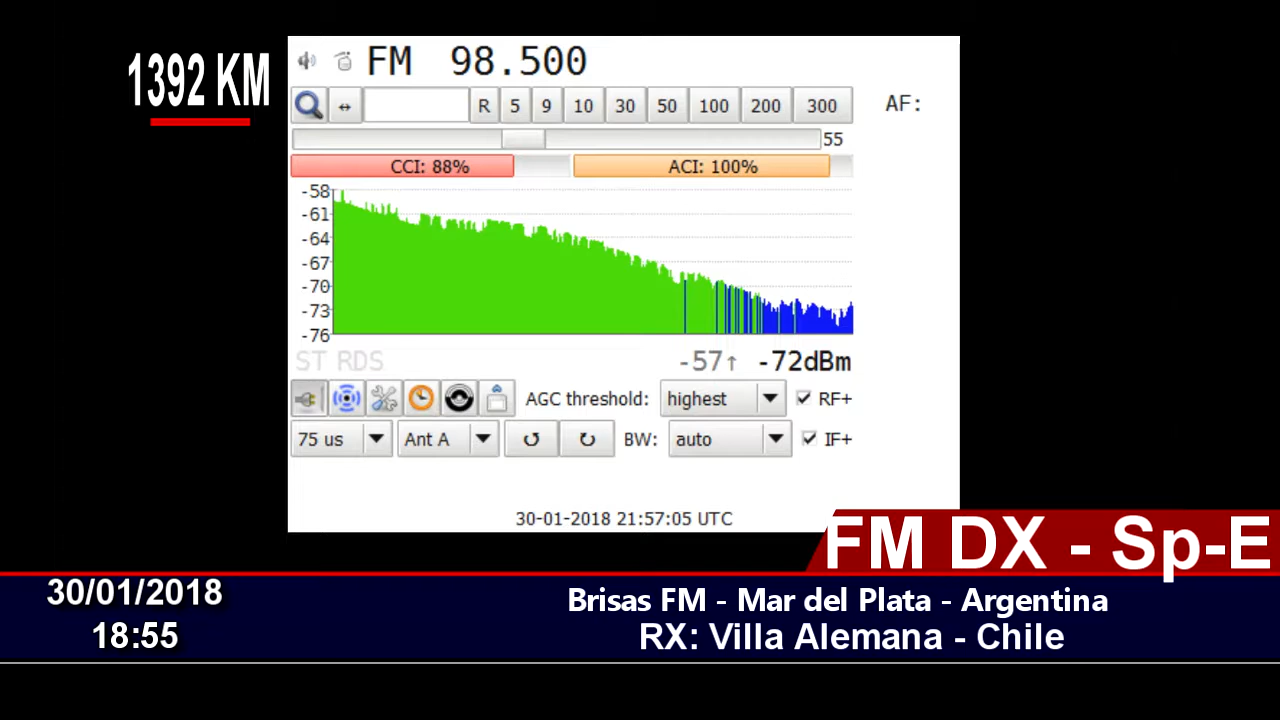 1392 KM
FM 98.500
R 5 9 10 30 50 100 200 300
AF:
55
CCI: 88% ACI: 100%
-58
-61
-64
-67
-70
-73
-76
ST RDS -57↑ -72dBm
AGC threshold: highest RF+
75 us Ant A ↺ ↻ BW: auto IF+
30-01-2018 21:57:05 UTC
FM DX - Sp-E
30/01/2018
18:55
Brisas FM - Mar del Plata - Argentina
RX: Villa Alemana - Chile